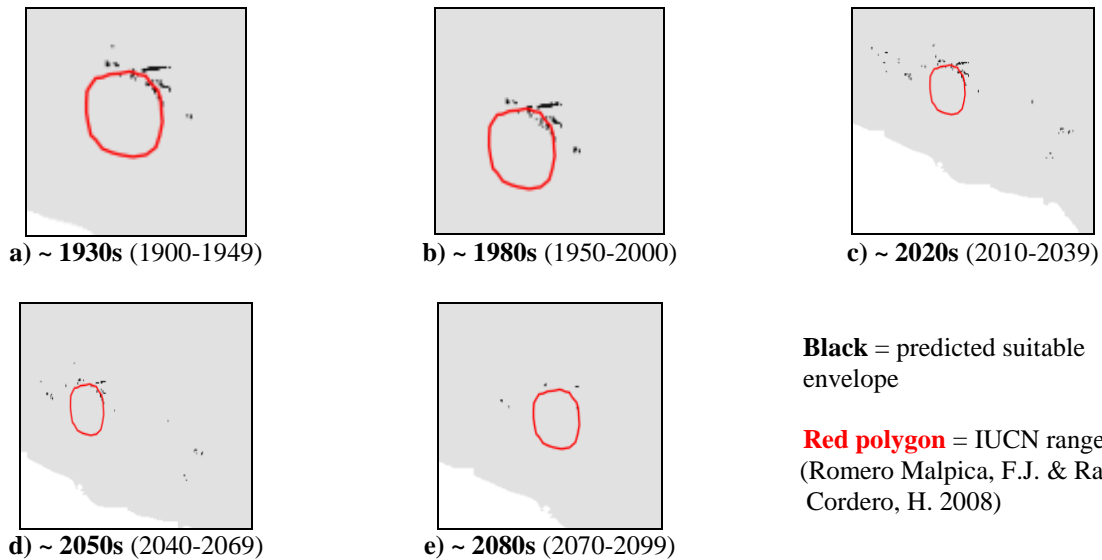 a) ~ 1930s (1900-1949)
b) ~ 1980s (1950-2000)
c) ~ 2020s (2010-2039)
Black = predicted suitable
envelope
Red polygon = IUCN range
(Romero Malpica, F.J. & Ra
Cordero, H. 2008)
d) ~ 2050s (2040-2069)
e) ~ 2080s (2070-2099)